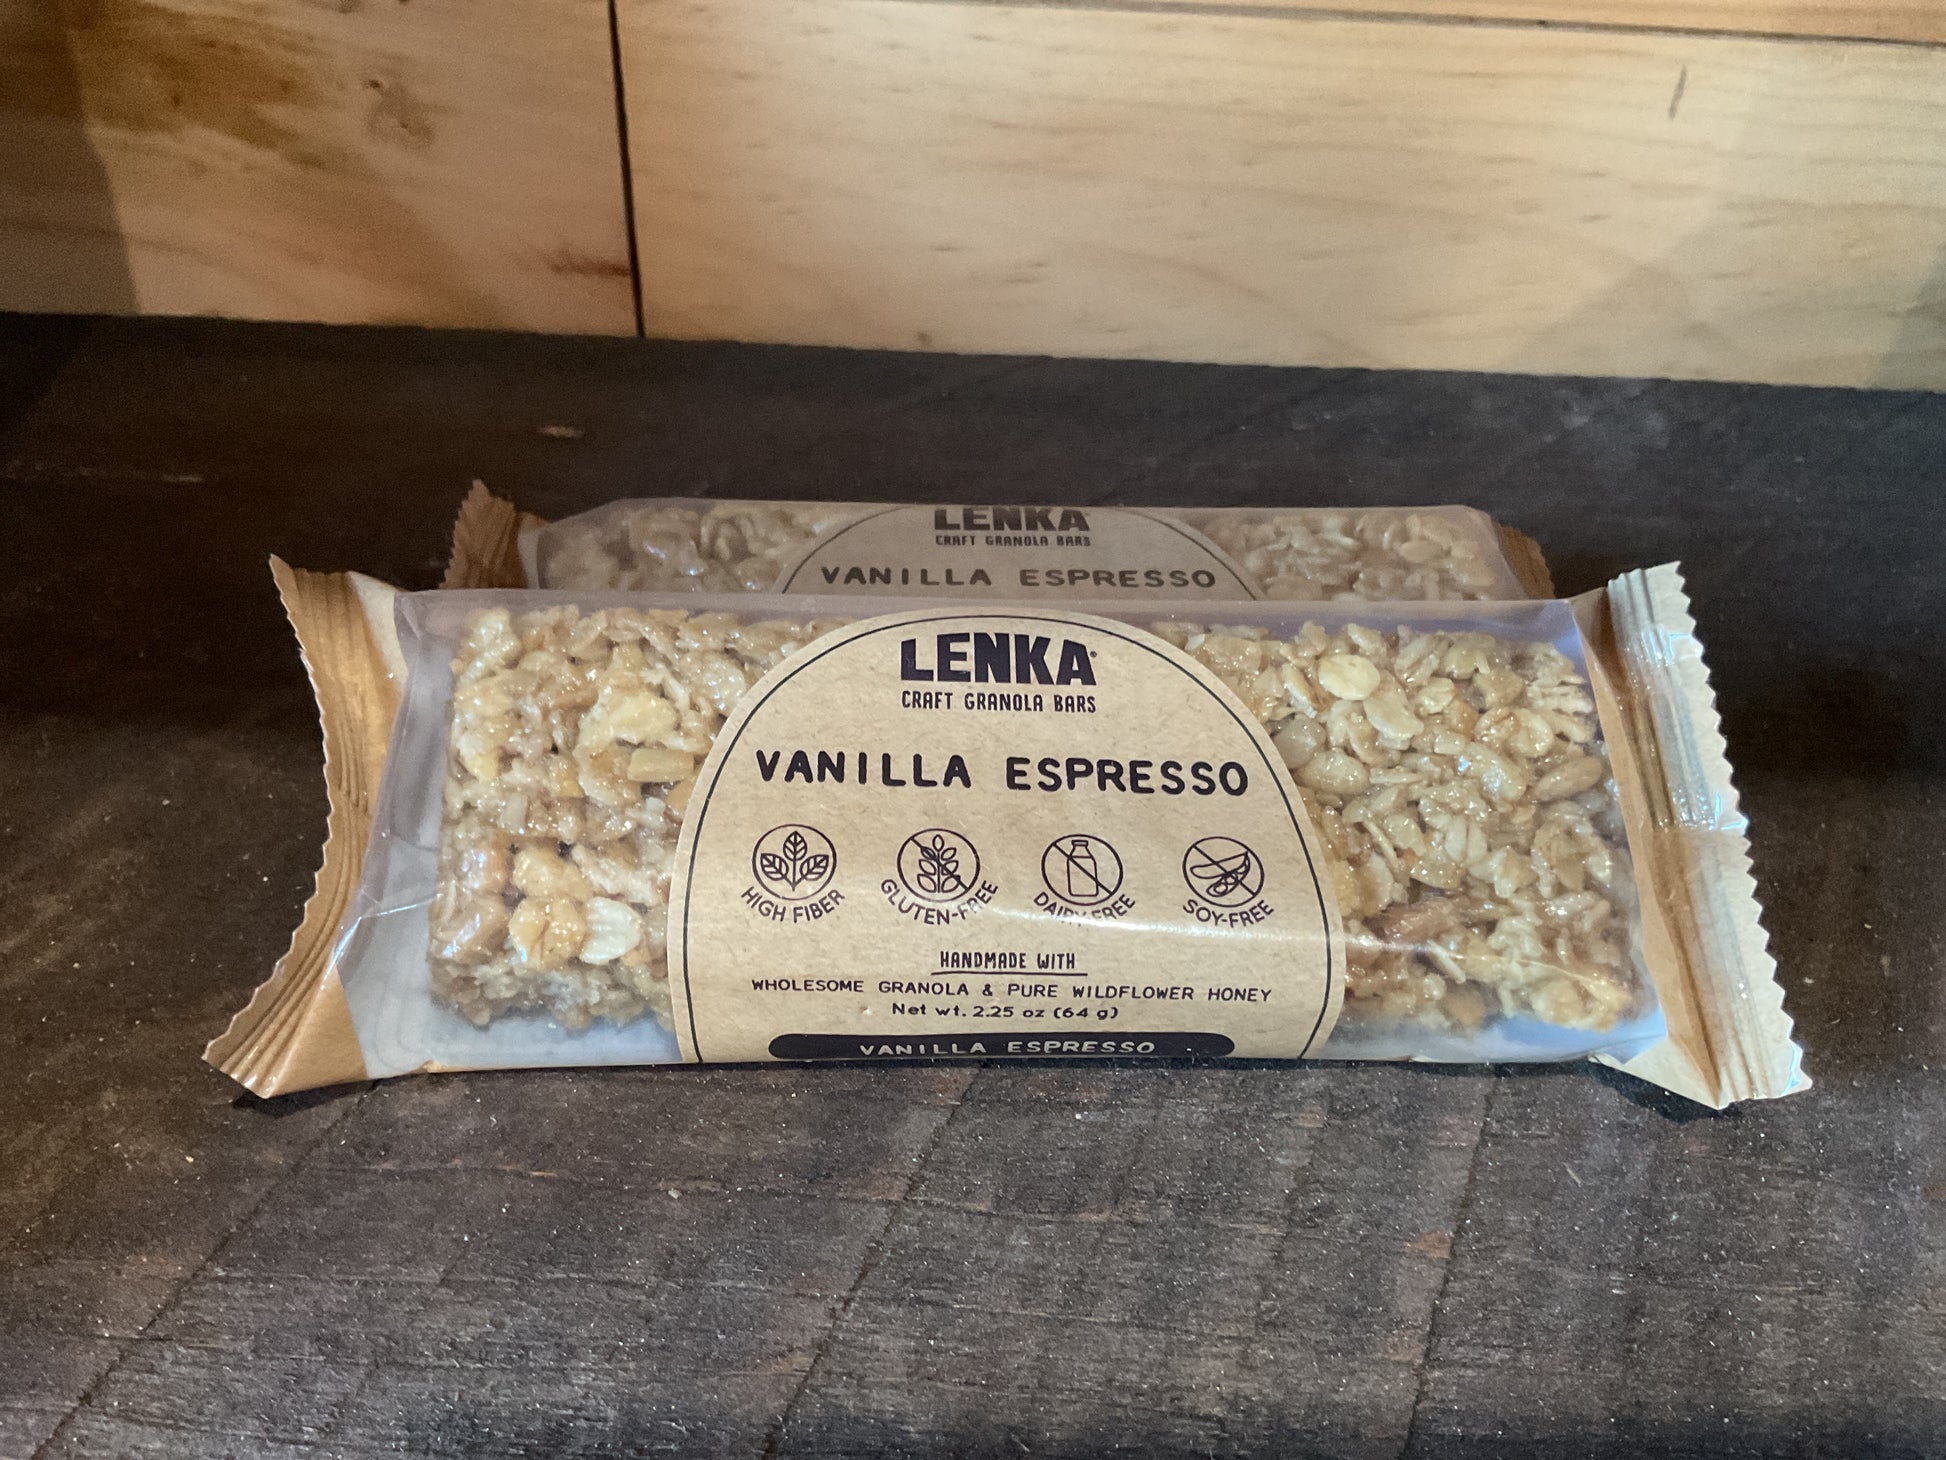 LENKA
CRAFT GRANOLA BARS
VANILLA ESPRESSO
LENKA®
CRAFT GRANOLA BARS
VANILLA ESPRESSO
HIGH FIBER
GLUTEN-FREE
DAIRY-FREE
SOY-FREE
HANDMADE WITH
WHOLESOME GRANOLA & PURE WILDFLOWER HONEY
Net wt. 2.25 oz (64 g)
VANILLA ESPRESSO